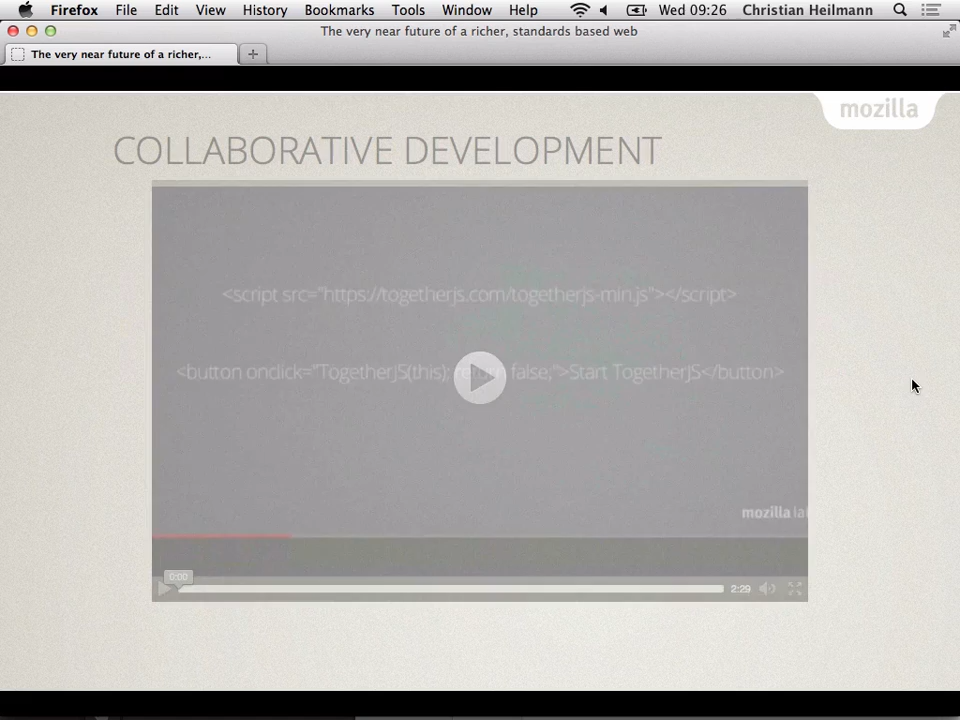 Firefox File Edit View History Bookmarks Tools Window Help Wed 09:26 Christian Heilmann
The very near future of a richer, standards based web
The very near future of a richer,... +
mozilla
COLLABORATIVE DEVELOPMENT
<script src="https://togetherjs.com/togetherjs-min.js"></script>
<button onclick="TogetherJS(this); return false;">Start TogetherJS</button>
mozilla la
0:00
2:29